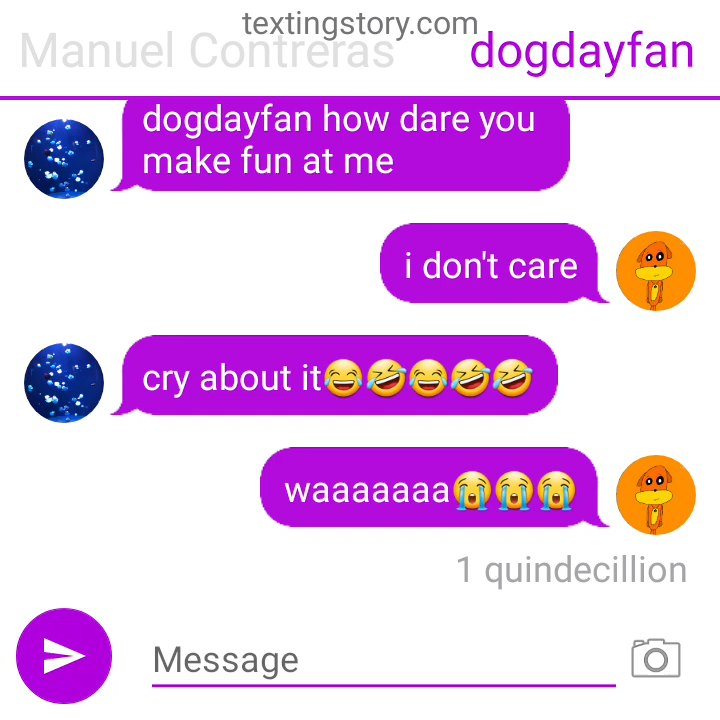 textingstory.com
Manuel Contreras dogdayfan
dogdayfan how dare you
make fun at me
i don't care
cry about it😂🤣😂🤣🤣
waaaaaaa😭😭😭
1 quindecillion
Message